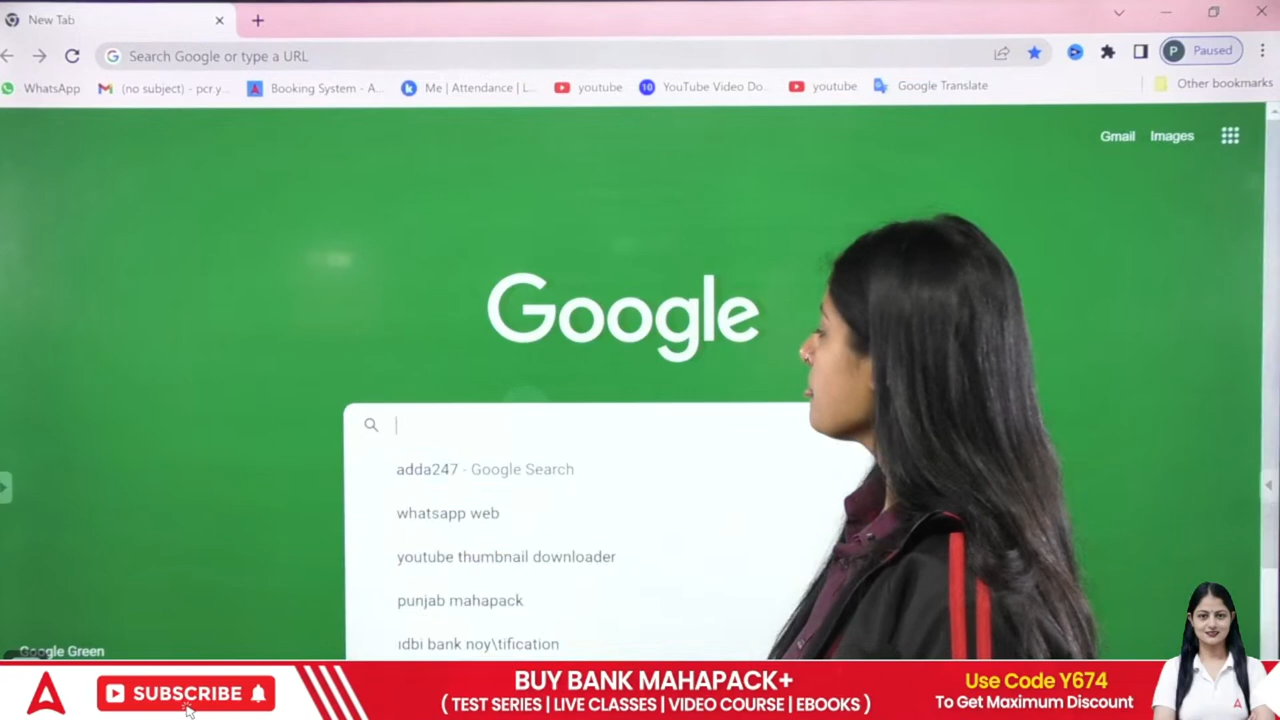 New Tab
Search Google or type a URL
P Paused
WhatsApp
(no subject) - pcr.y...
Booking System - A...
Me | Attendance | L...
youtube
10 YouTube Video Do...
youtube
Google Translate
Other bookmarks
Gmail Images
Google
adda247 - Google Search
whatsapp web
youtube thumbnail downloader
punjab mahapack
ıdbi bank noy\tification
Google Green
SUBSCRIBE
BUY BANK MAHAPACK+
( TEST SERIES | LIVE CLASSES | VIDEO COURSE | EBOOKS )
Use Code Y674
To Get Maximum Discount